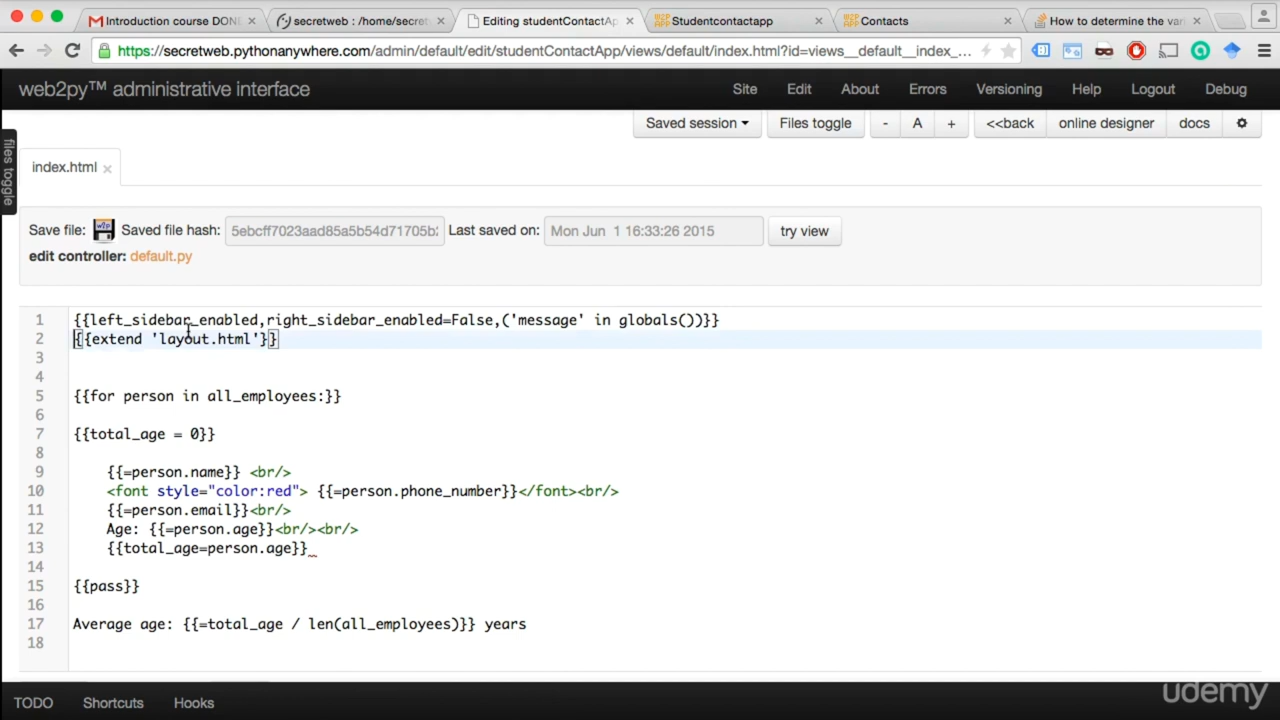 Introduction course DONE
secretweb : /home/secret
Editing studentContactAp
Studentcontactapp
Contacts
How to determine the van
https://secretweb.pythonanywhere.com/admin/default/edit/studentContactApp/views/default/index.html?id=views__default__index_...
web2py™ administrative interface
Site Edit About Errors Versioning Help Logout Debug
Saved session Files toggle - A + <<back online designer docs
files toggle
index.html
Save file: Saved file hash: 5ebcff7023aad85a5b54d71705b2 Last saved on: Mon Jun 1 16:33:26 2015 try view
edit controller: default.py
1 {{left_sidebar_enabled,right_sidebar_enabled=False,('message' in globals())}}
2 {{extend 'layout.html'}}
3
4
5 {{for person in all_employees:}}
6
7 {{total_age = 0}}
8
9 {{=person.name}} <br/>
10 <font style="color:red"> {{=person.phone_number}}</font><br/>
11 {{=person.email}}<br/>
12 Age: {{=person.age}}<br/><br/>
13 {{total_age=person.age}}
14
15 {{pass}}
16
17 Average age: {{=total_age / len(all_employees)}} years
18
TODO Shortcuts Hooks
udemy